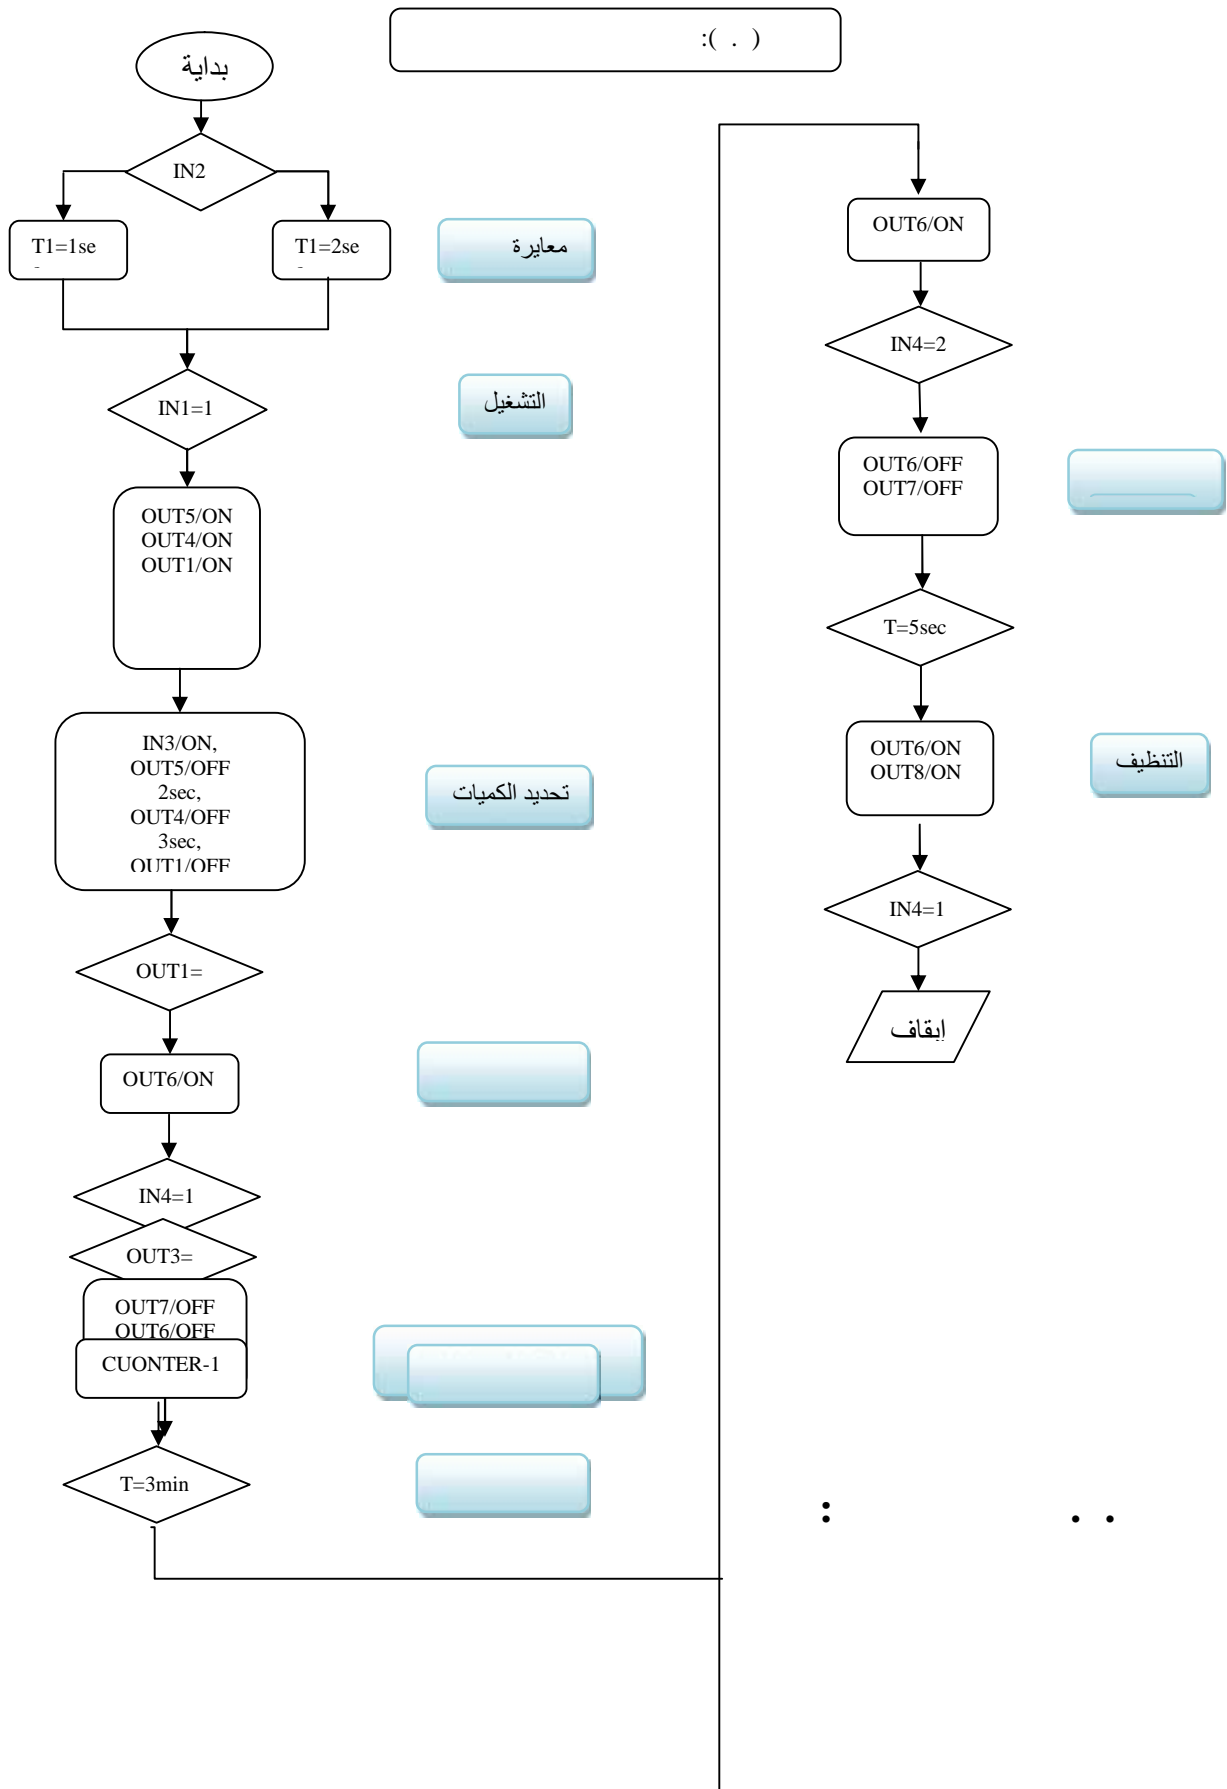 :( . )
بداية
IN2
T1=1se
T1=2se
معايرة
IN1=1
التشغيل
OUT5/ON
OUT4/ON
OUT1/ON
IN3/ON,
OUT5/OFF
2sec,
OUT4/OFF
3sec,
OUT1/OFF
تحديد الكميات
OUT1=
OUT6/ON
IN4=1
OUT3=
OUT7/OFF
OUT6/OFF
CUONTER-1
T=3min
OUT6/ON
IN4=2
OUT6/OFF
OUT7/OFF
T=5sec
OUT6/ON
OUT8/ON
التنظيف
IN4=1
إيقاف
: . .